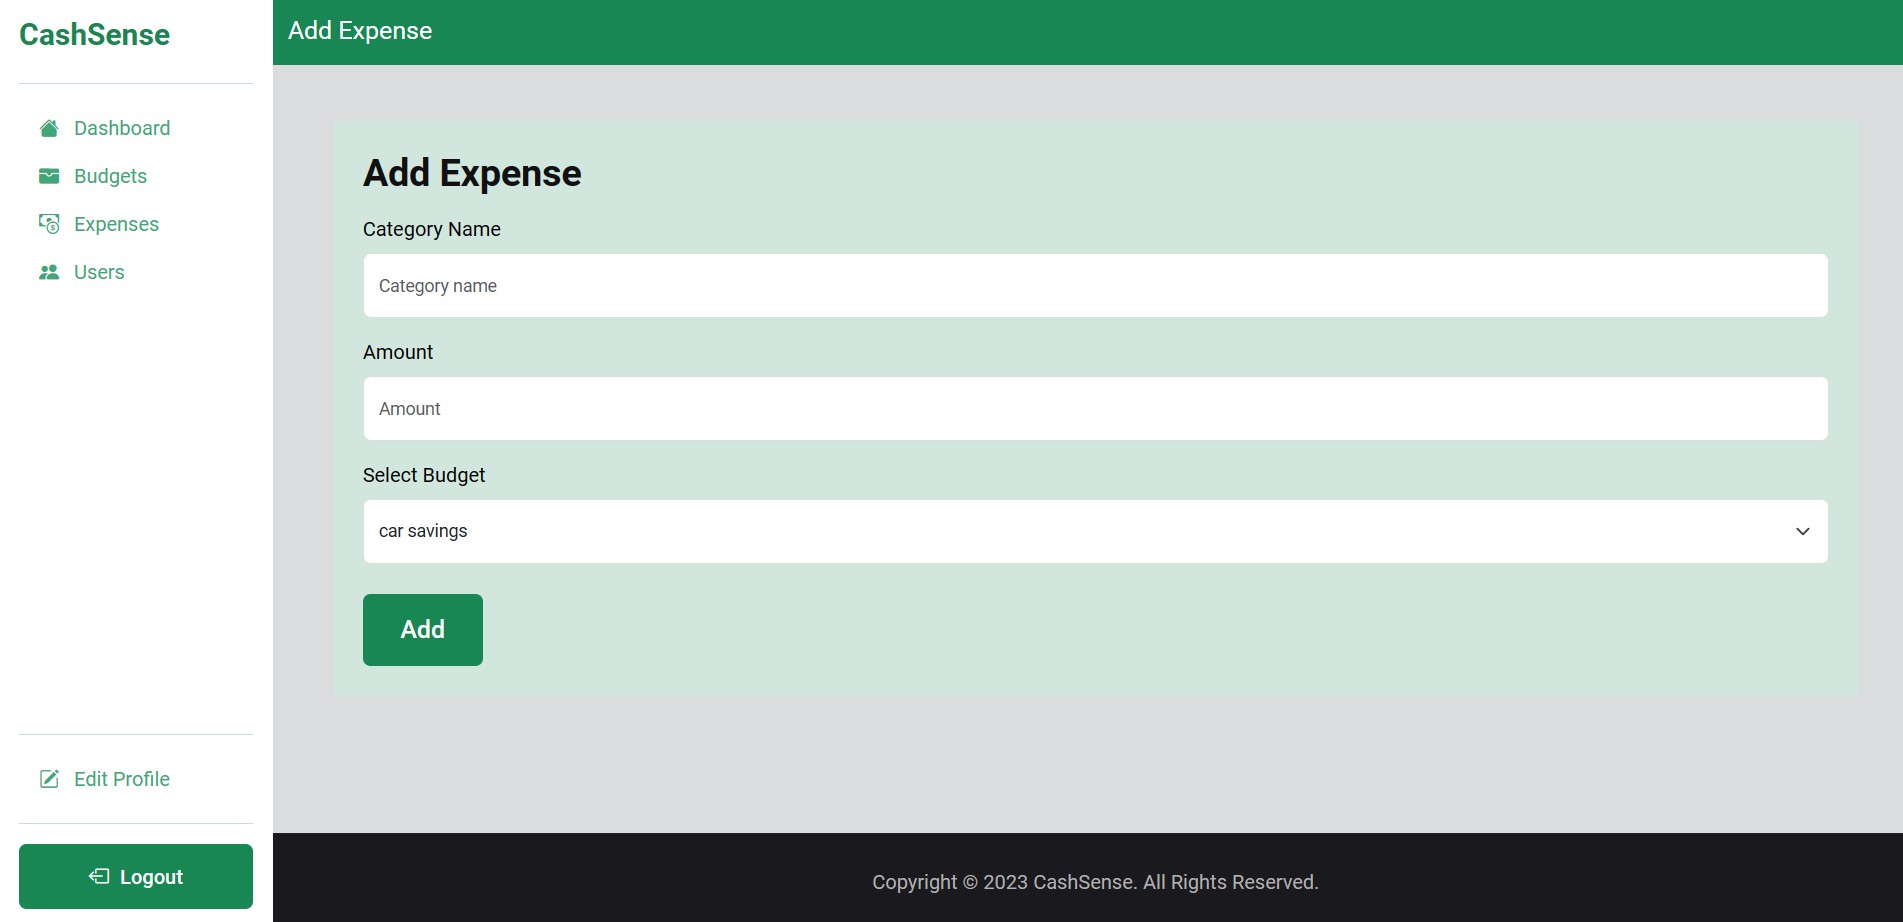 CashSense
Dashboard
Budgets
Expenses
Users
Edit Profile
Logout
Add Expense
Add Expense
Category Name
Category name
Amount
Amount
Select Budget
car savings
Add
Copyright © 2023 CashSense. All Rights Reserved.